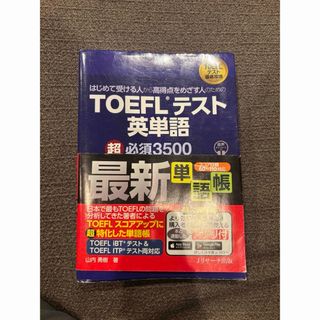 はじめて受ける人から高得点をめざす人のための
TOEFL®テスト
英単語
超必須3500
TOEFL
テスト
最新
単語帳
日本で最もTOEFLの問題を
分析してきた著者による
TOEFL スコアアップに
超特化した単語帳
TOEFL iBT®テスト&
TOEFL ITP®テスト両対応
山内 勇樹 著
Jリサーチ出版